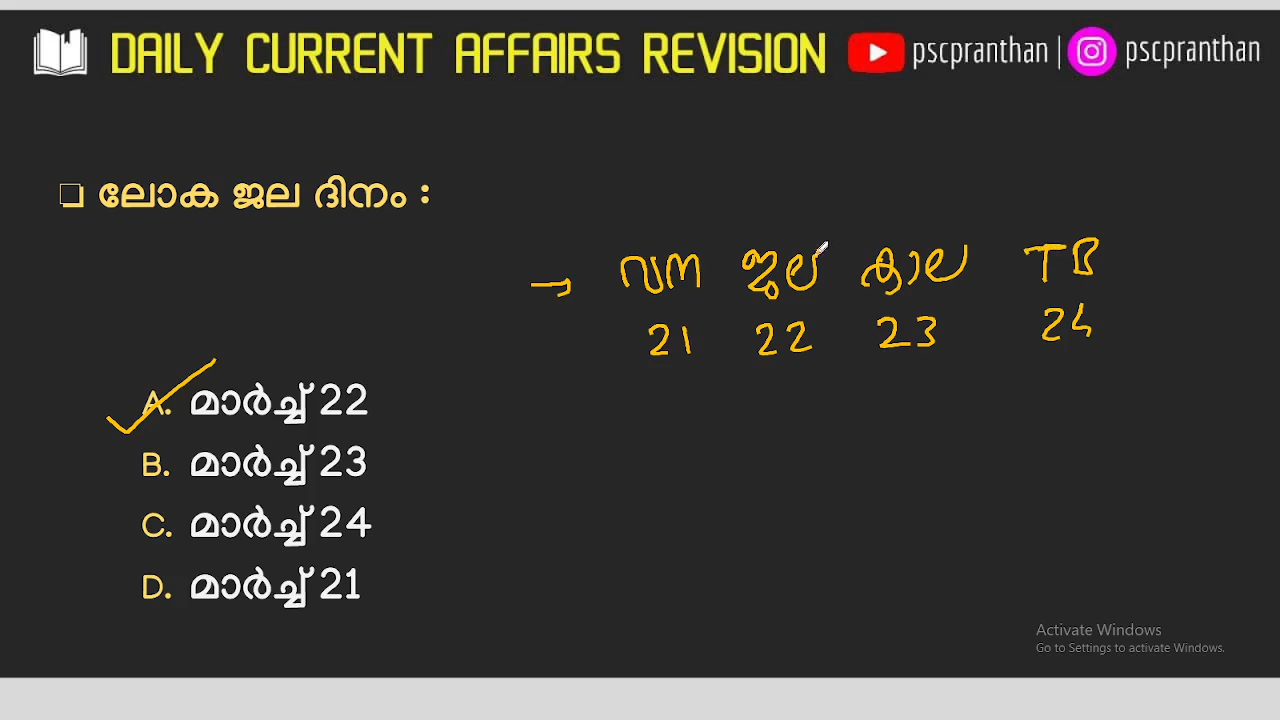 DAILY CURRENT AFFAIRS REVISION pscpranthan | pscpranthan
❑ ലോക ജല ദിനം :
→ വന ജല കാല TB
21 22 23 24
A. മാർച്ച് 22
B. മാർച്ച് 23
C. മാർച്ച് 24
D. മാർച്ച് 21
Activate Windows
Go to Settings to activate Windows.